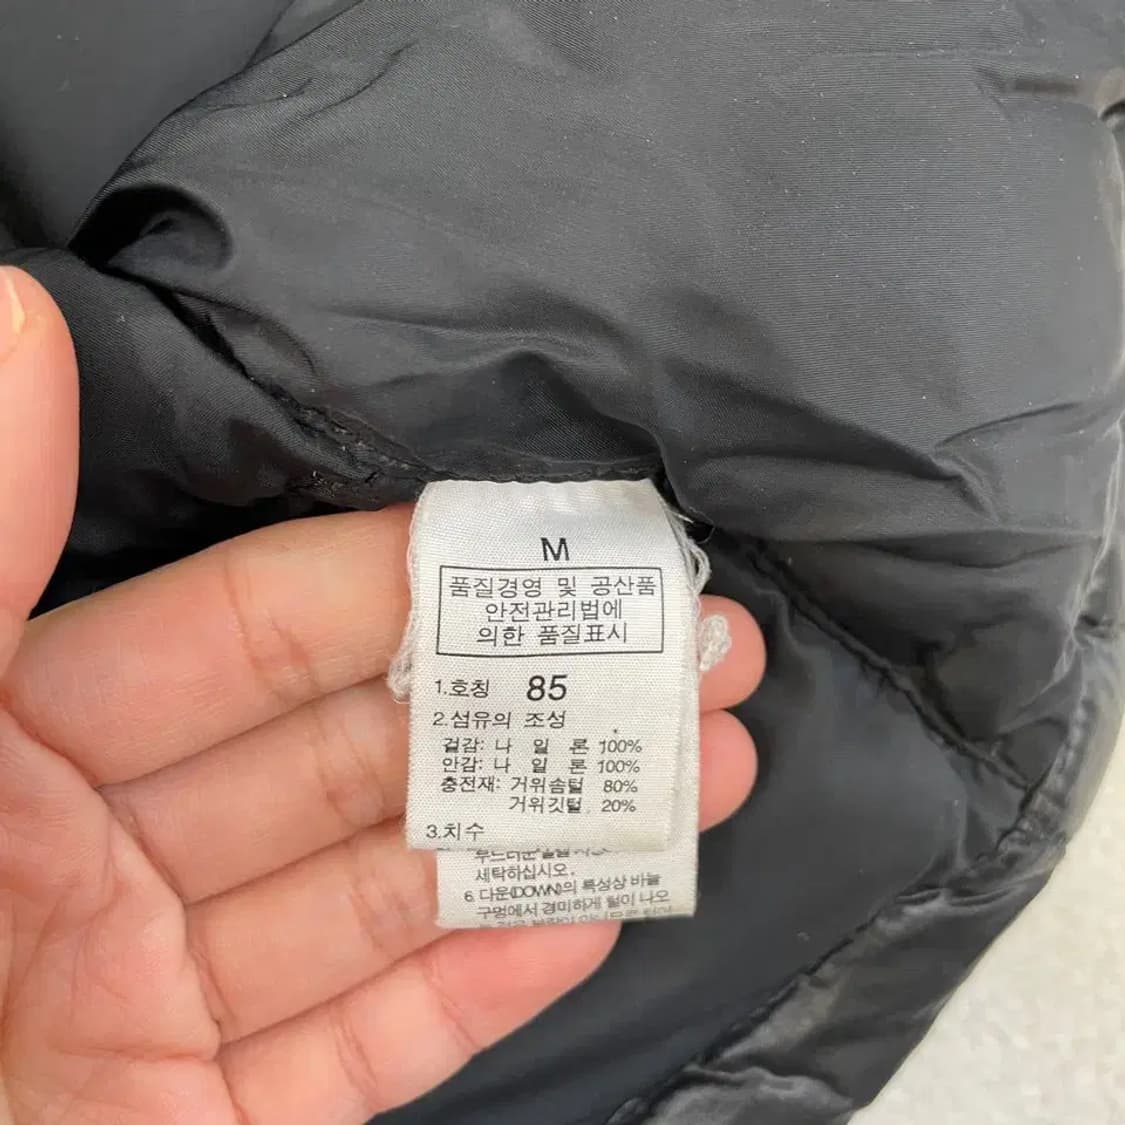 M
품질경영 및 공산품
안전관리법에
의한 품질표시
1.호칭 85
2.섬유의 조성
겉감: 나 일 론 100%
안감: 나 일 론 100%
충전재: 거위솜털 80%
거위깃털 20%
3.치수
세탁하십시오.
6.다운(DOWN)의 특성상 바늘
구멍에서 경미하게 털이 나오